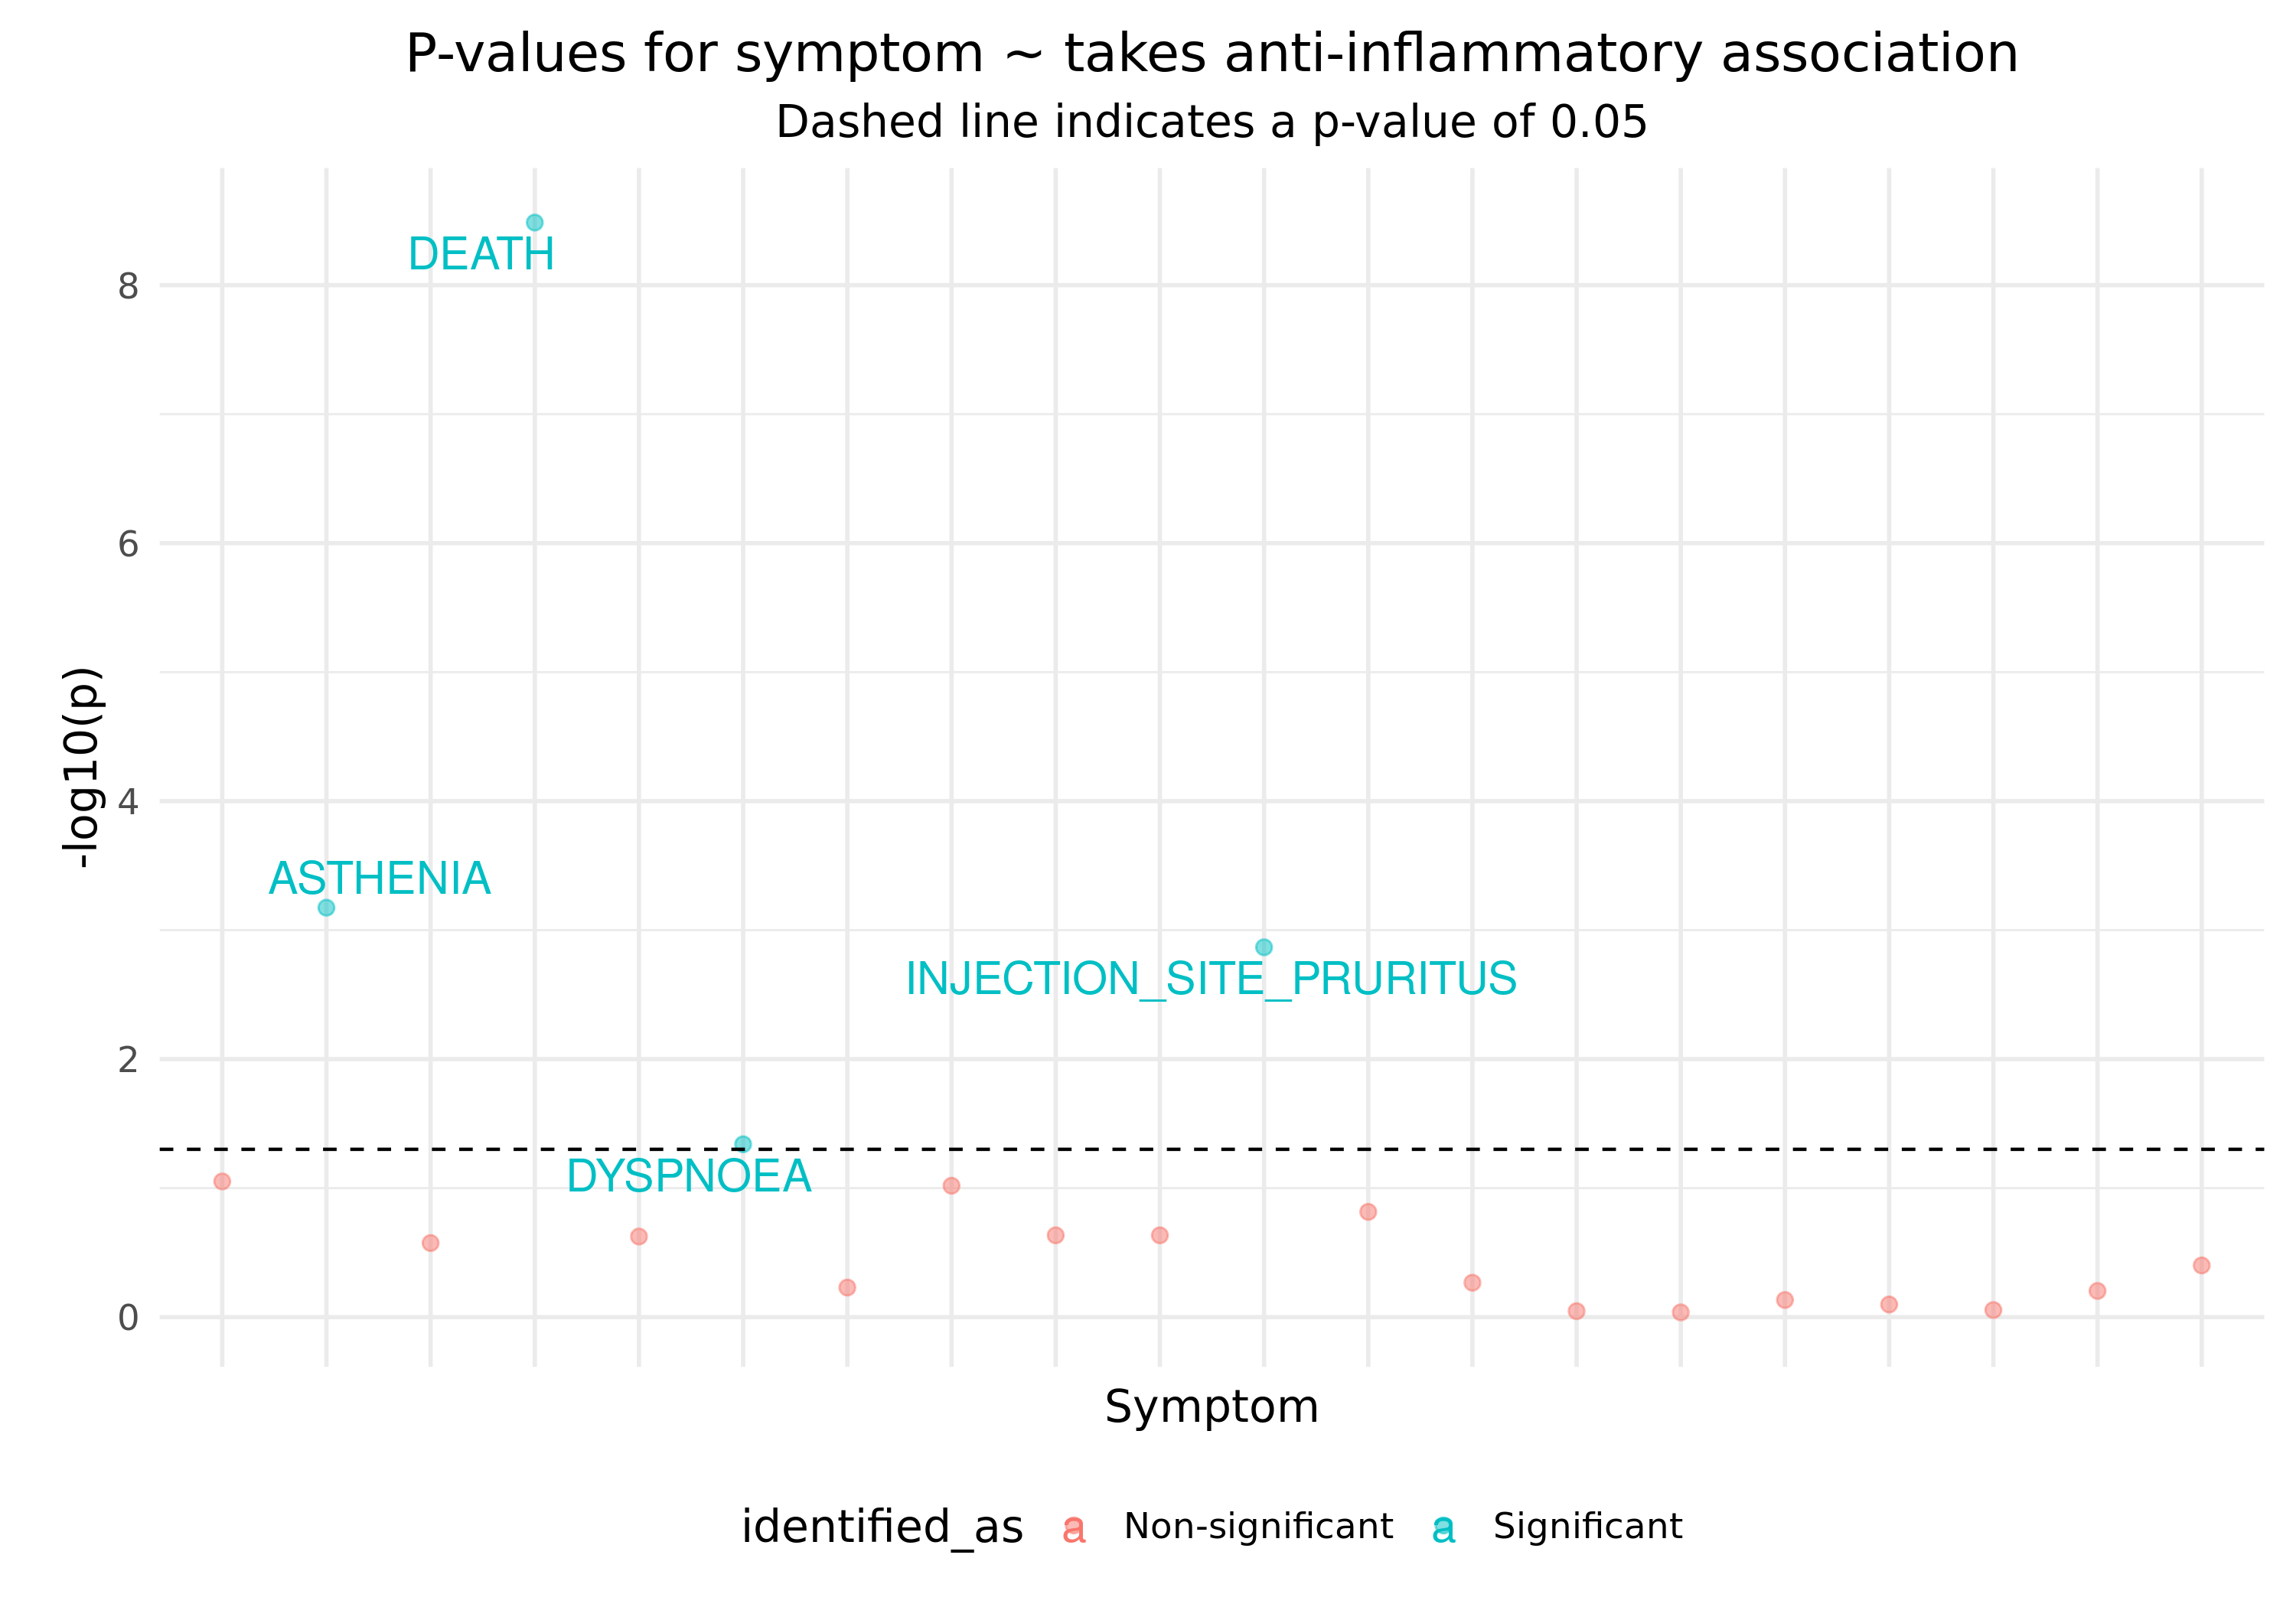 P-values for symptom ~ takes anti-inflammatory association
Dashed line indicates a p-value of 0.05
DEATH
8
6
-log10(p)
4
ASTHENIA
INJECTION_SITE_PRURITUS
2
DYSPNOEA
0
Symptom
identified_as a Non-significant a Significant